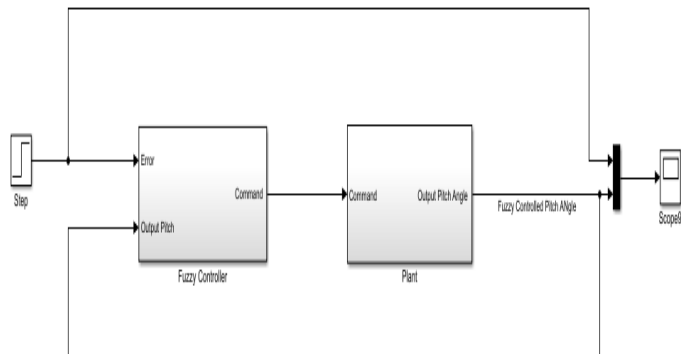 Error
Command
Command
Output Pitch Angle
Step
Fuzzy Controlled Pitch ANgle
Scope9
Output Pitch
Fuzzy Controller
Plant